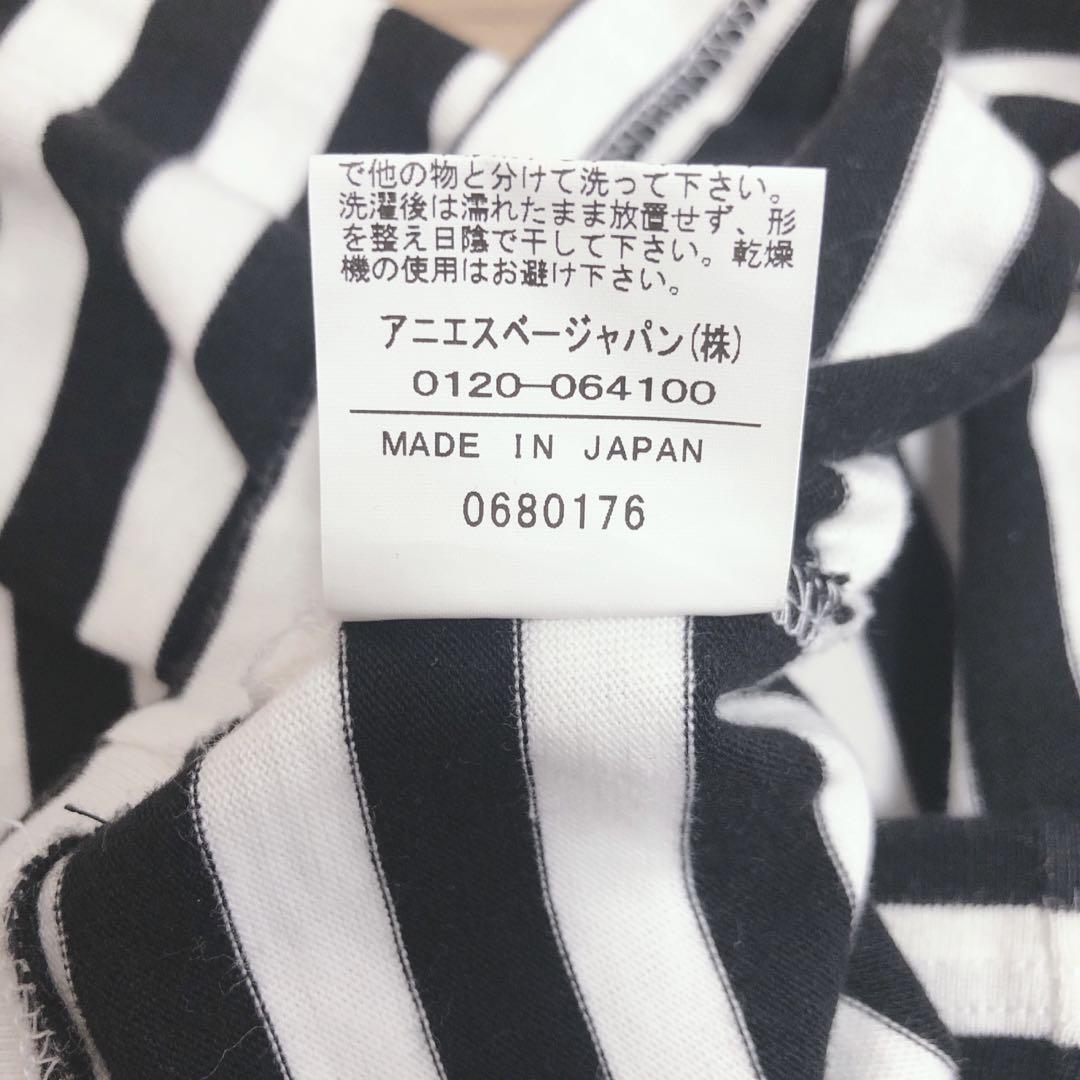 で他の物と分けて洗って下さい。
洗濯後は濡れたまま放置せず、形
を整え日陰で干して下さい。乾燥
機の使用はお避け下さい。
アニエスベージャパン(株)
0120-064100
MADE IN JAPAN
0680176